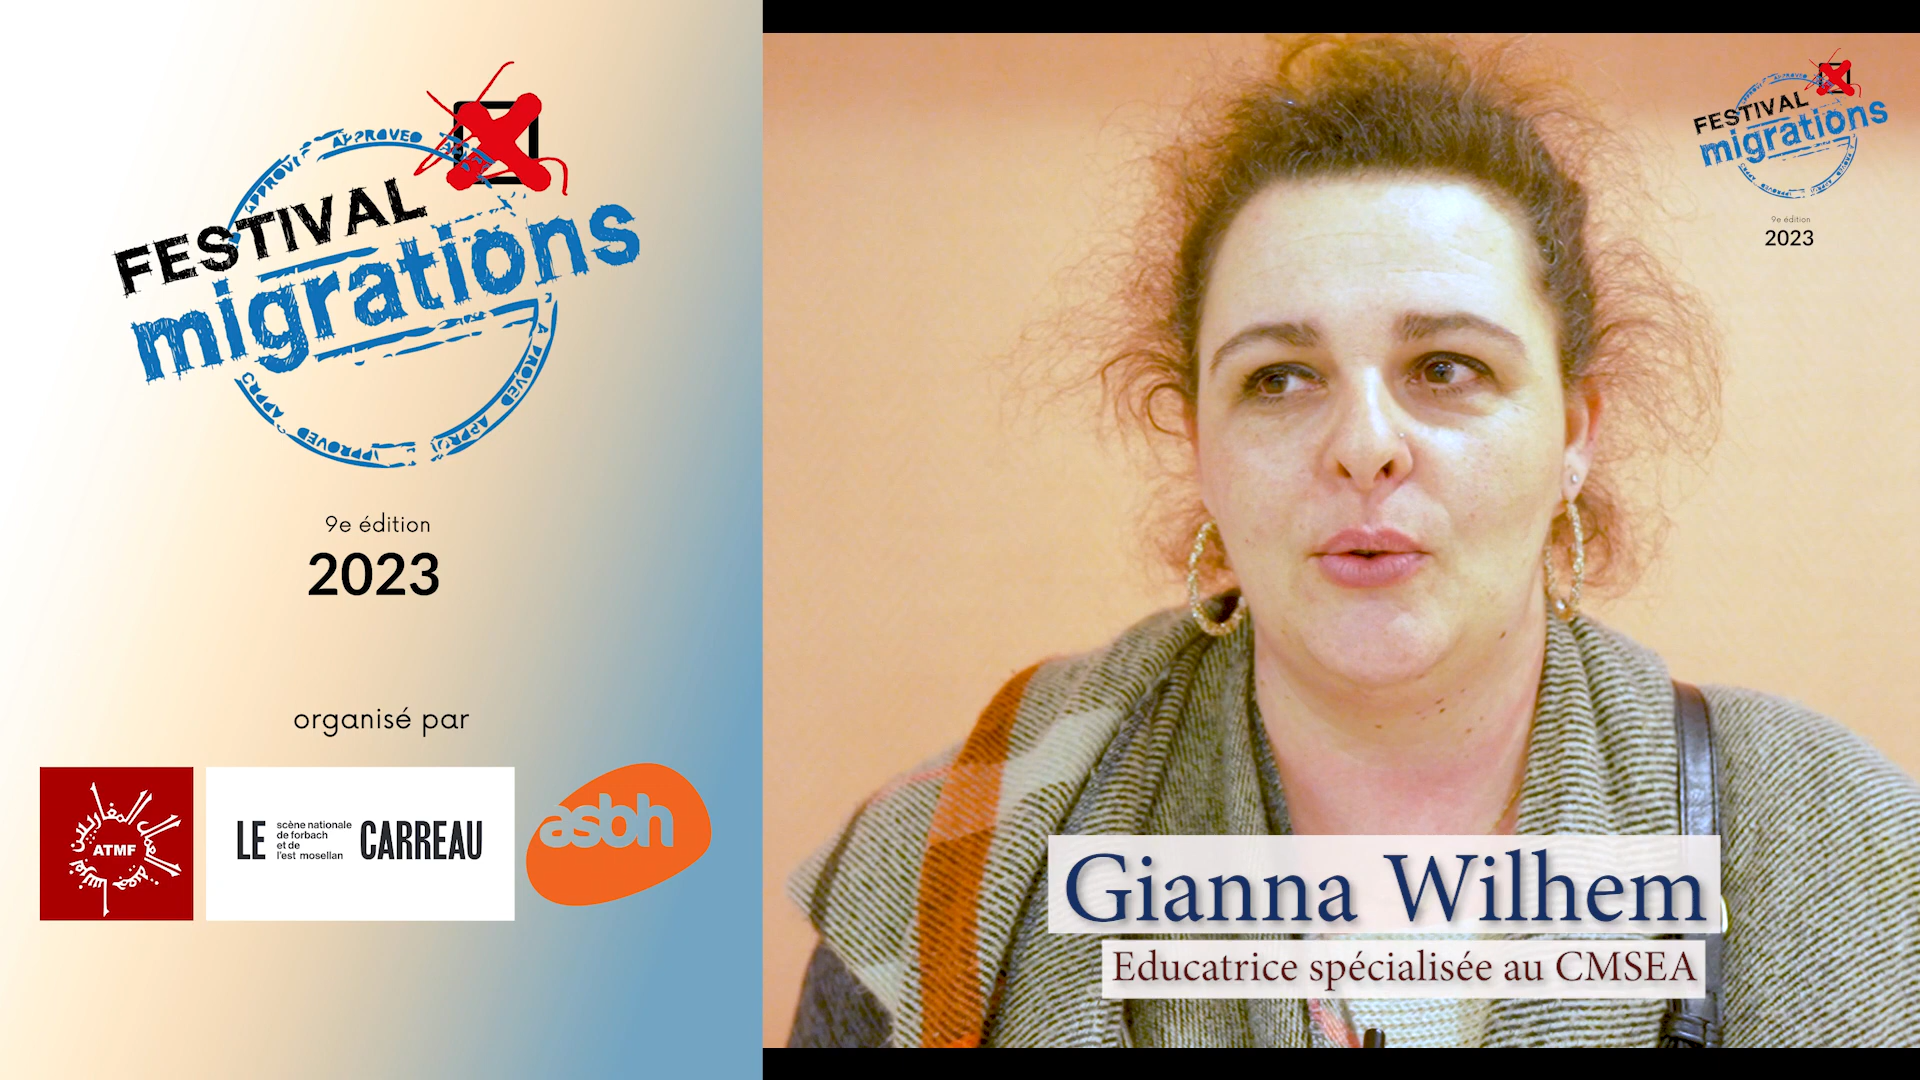 APPROVED
FESTIVAL
migrations
9e édition
2023
organisé par
ATMF
LE
scène nationale
de forbach
et de
l'est mosellan
CARREAU
asbh
FESTIVAL
migrations
9e édition
2023
Gianna Wilhem
Educatrice spécialisée au CMSEA